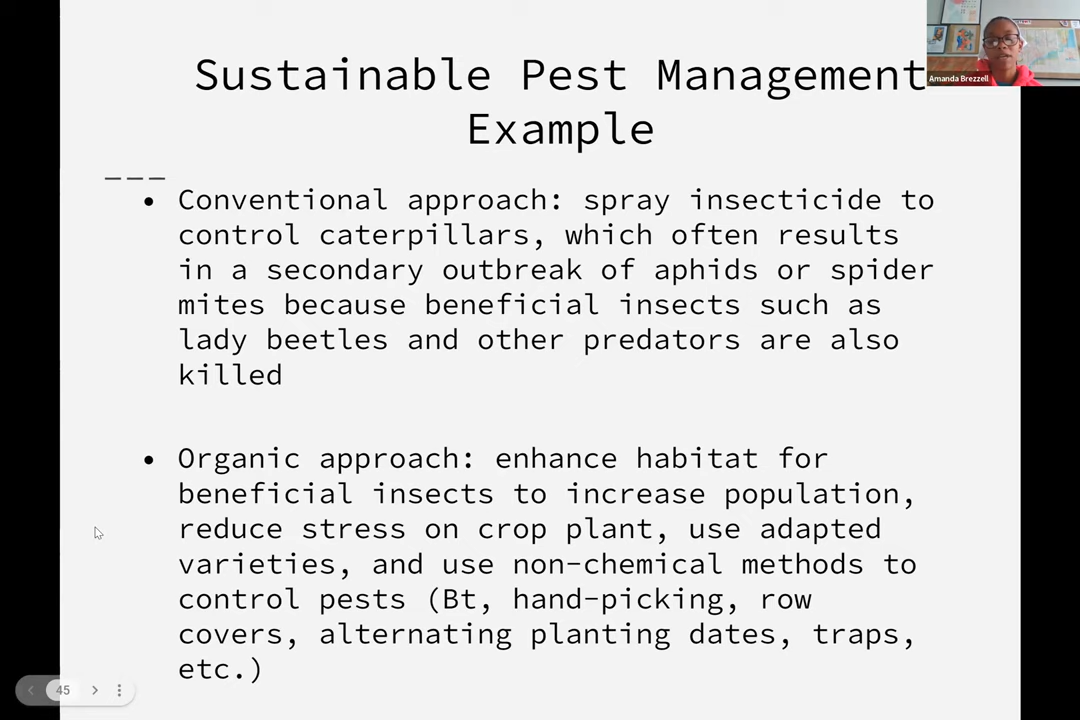 Sustainable Pest Management
Example
Amanda Brezzell
• Conventional approach: spray insecticide to
control caterpillars, which often results
in a secondary outbreak of aphids or spider
mites because beneficial insects such as
lady beetles and other predators are also
killed
• Organic approach: enhance habitat for
beneficial insects to increase population,
reduce stress on crop plant, use adapted
varieties, and use non-chemical methods to
control pests (Bt, hand-picking, row
covers, alternating planting dates, traps,
etc.)
45